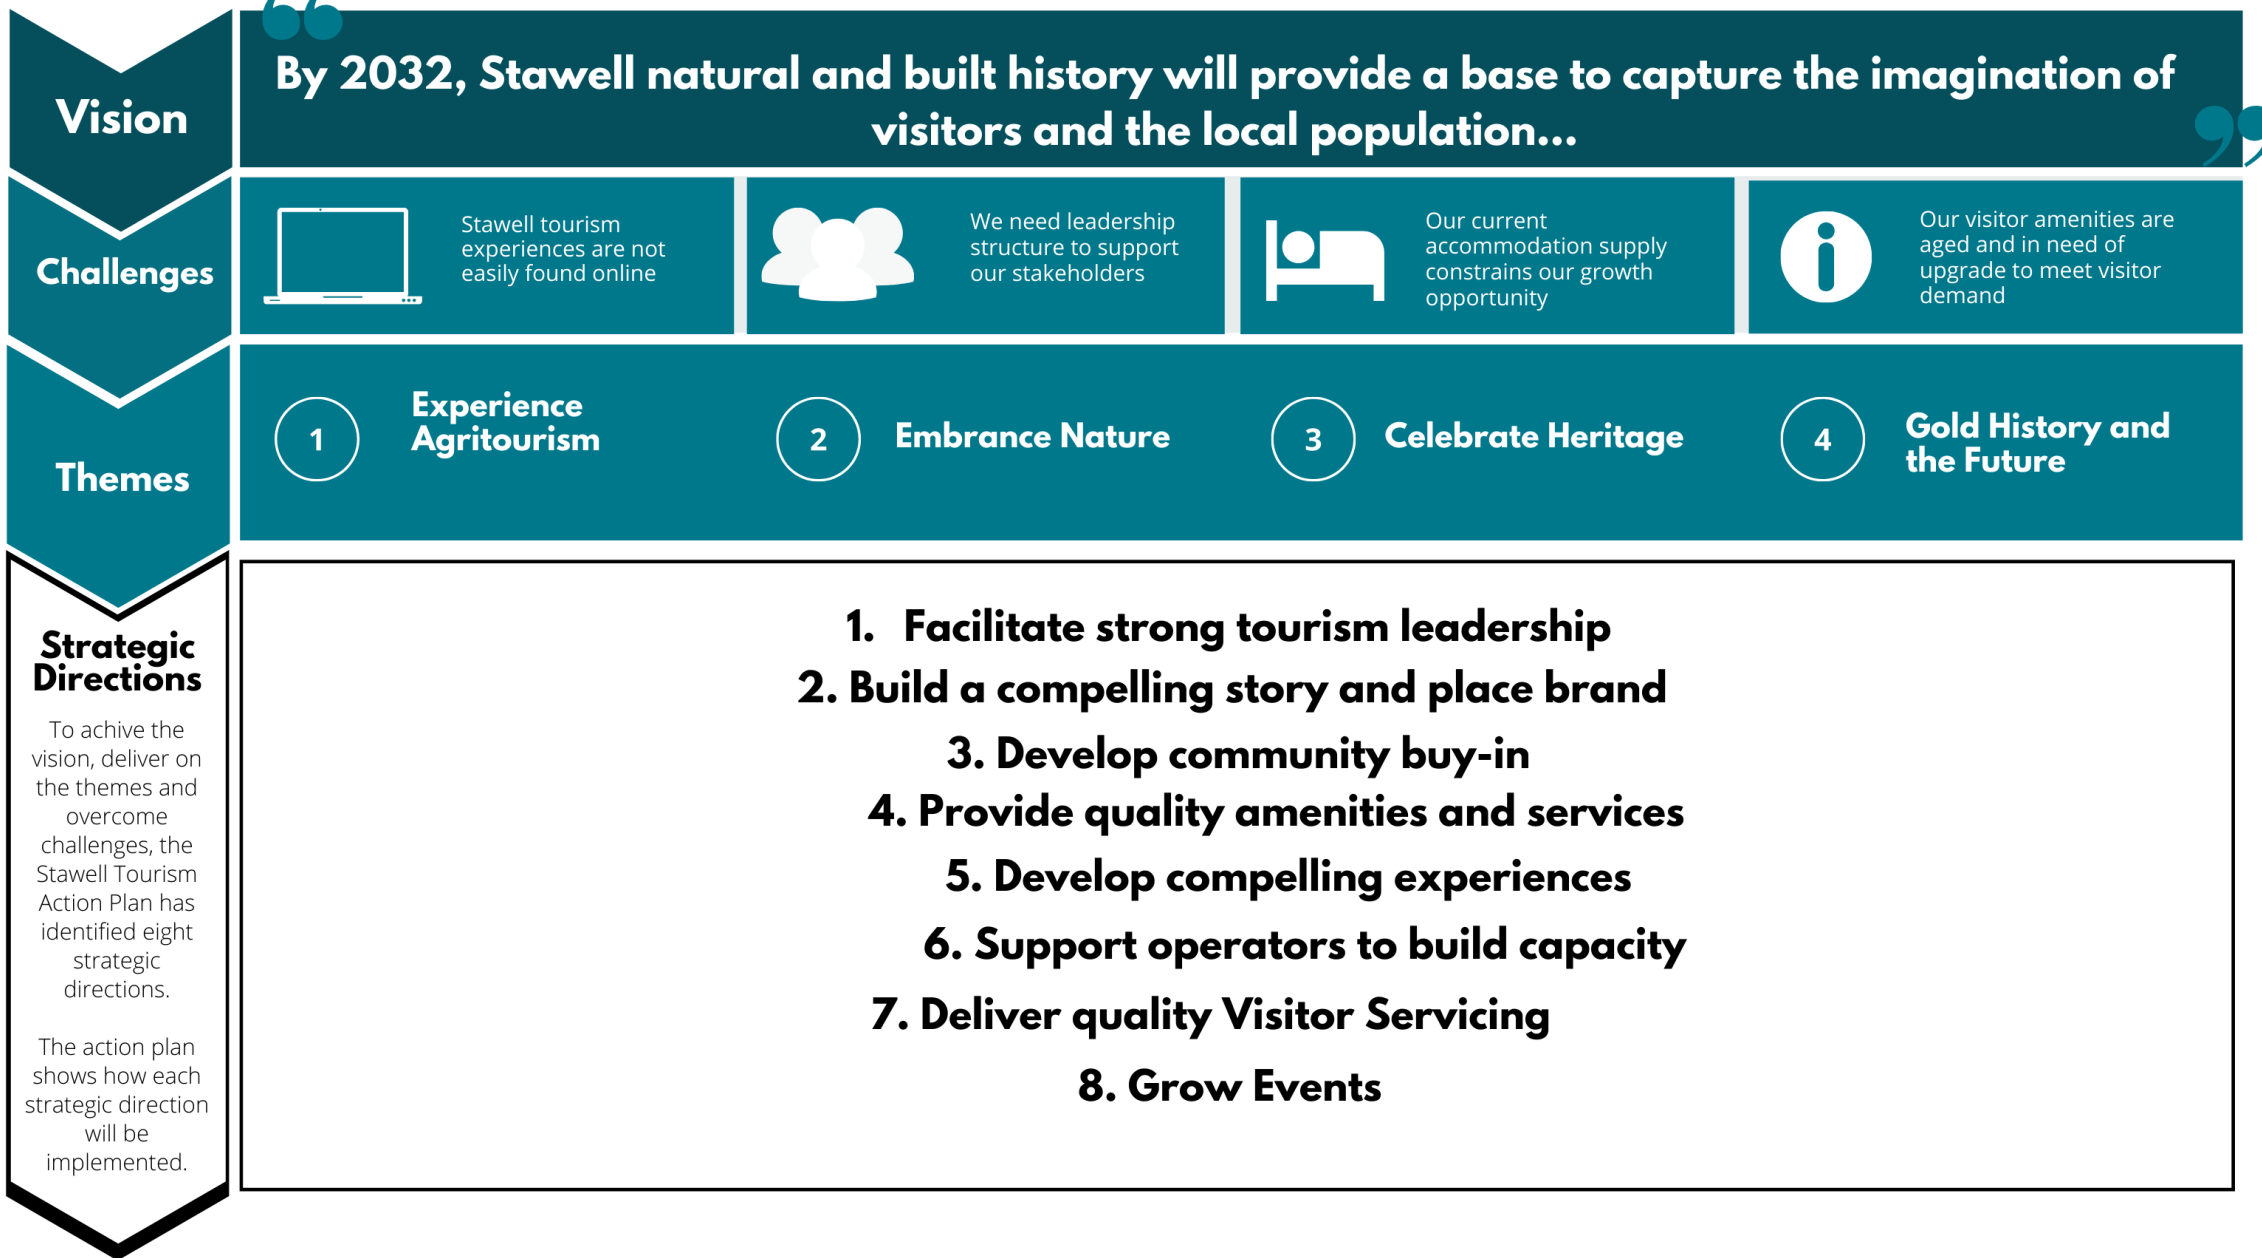 Vision
“
By 2032, Stawell natural and built history will provide a base to capture the imagination of
visitors and the local population...
”
Challenges
Stawell tourism
experiences are not
easily found online
We need leadership
structure to support
our stakeholders
Our current
accommodation supply
constrains our growth
opportunity
Our visitor amenities are
aged and in need of
upgrade to meet visitor
demand
Themes
1
Experience
Agritourism
2
Embrance Nature
3
Celebrate Heritage
4
Gold History and
the Future
Strategic
Directions
To achive the
vision, deliver on
the themes and
overcome
challenges, the
Stawell Tourism
Action Plan has
identified eight
strategic
directions.
The action plan
shows how each
strategic direction
will be
implemented.
1. Facilitate strong tourism leadership
2. Build a compelling story and place brand
3. Develop community buy-in
4. Provide quality amenities and services
5. Develop compelling experiences
6. Support operators to build capacity
7. Deliver quality Visitor Servicing
8. Grow Events